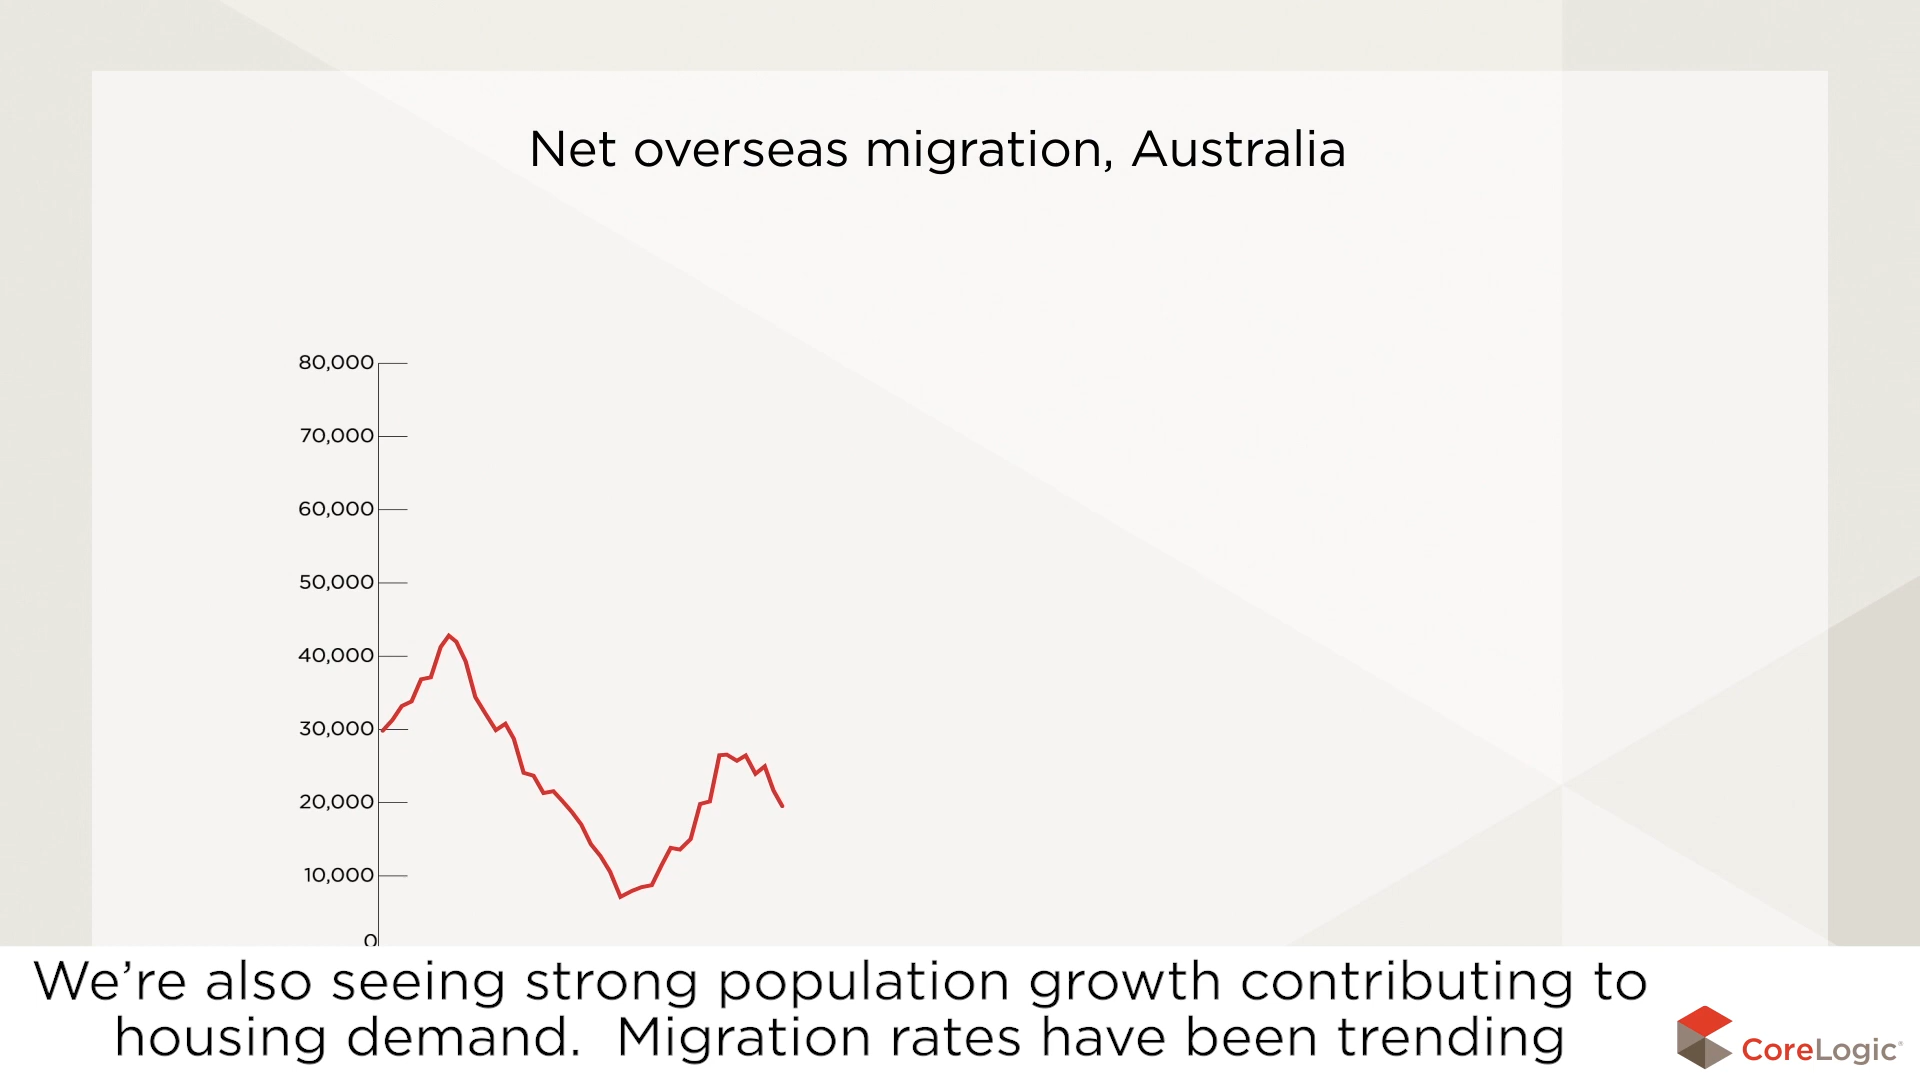 Net overseas migration, Australia
80,000
70,000
60,000
50,000
40,000
30,000
20,000
10,000
0
We’re also seeing strong population growth contributing to
housing demand.  Migration rates have been trending
CoreLogic®